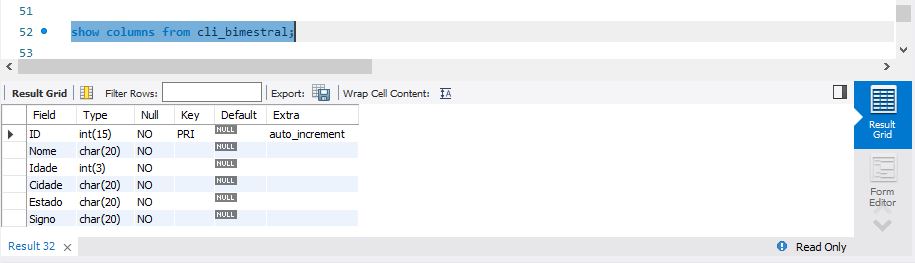 51
52 show columns from cli_bimestral;
53
Result Grid Filter Rows: Export: Wrap Cell Content: IA
Field Type Null Key Default Extra
ID int(15) NO PRI NULL auto_increment
Nome char(20) NO NULL
Idade int(3) NO NULL
Cidade char(20) NO NULL
Estado char(20) NO NULL
Signo char(20) NO NULL
Result
Grid
Form
Editor
Result 32 × Read Only